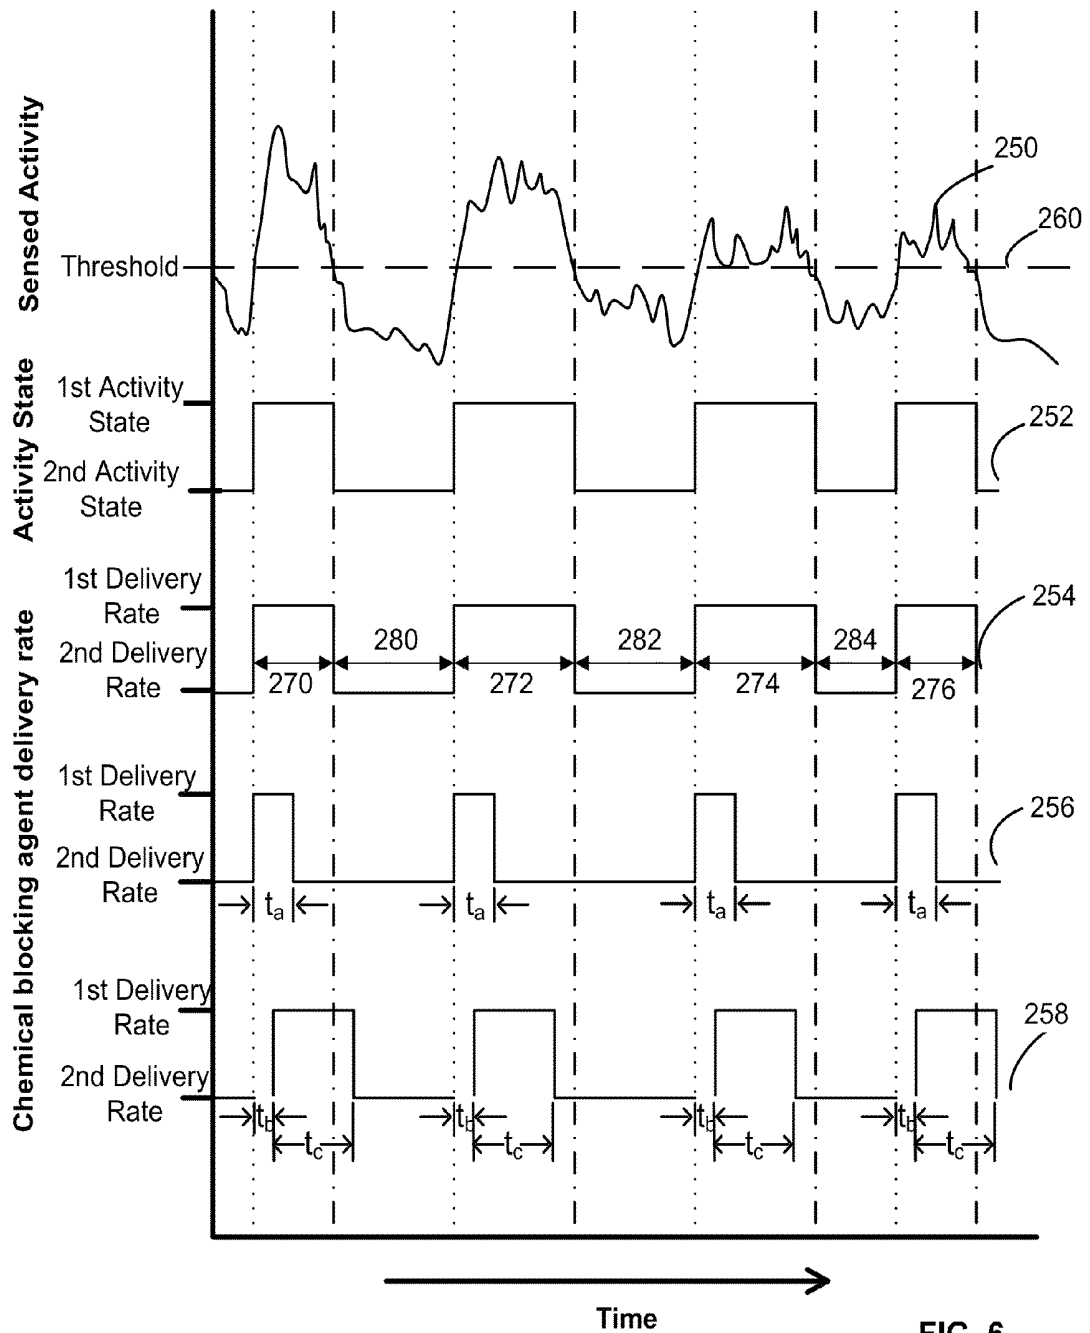 Sensed Activity
250
260
Threshold
1st Activity
State
252
2nd Activity
State
Activity State
1st Delivery
Rate
254
2nd Delivery
Rate
280
282
284
270
272
274
276
Chemical blocking agent delivery rate
1st Delivery
Rate
256
2nd Delivery
Rate
ta
ta
ta
ta
1st Delivery
Rate
258
2nd Delivery
Rate
tb
tb
tb
tb
tc
tc
tc
tc
Time
FIG. 6